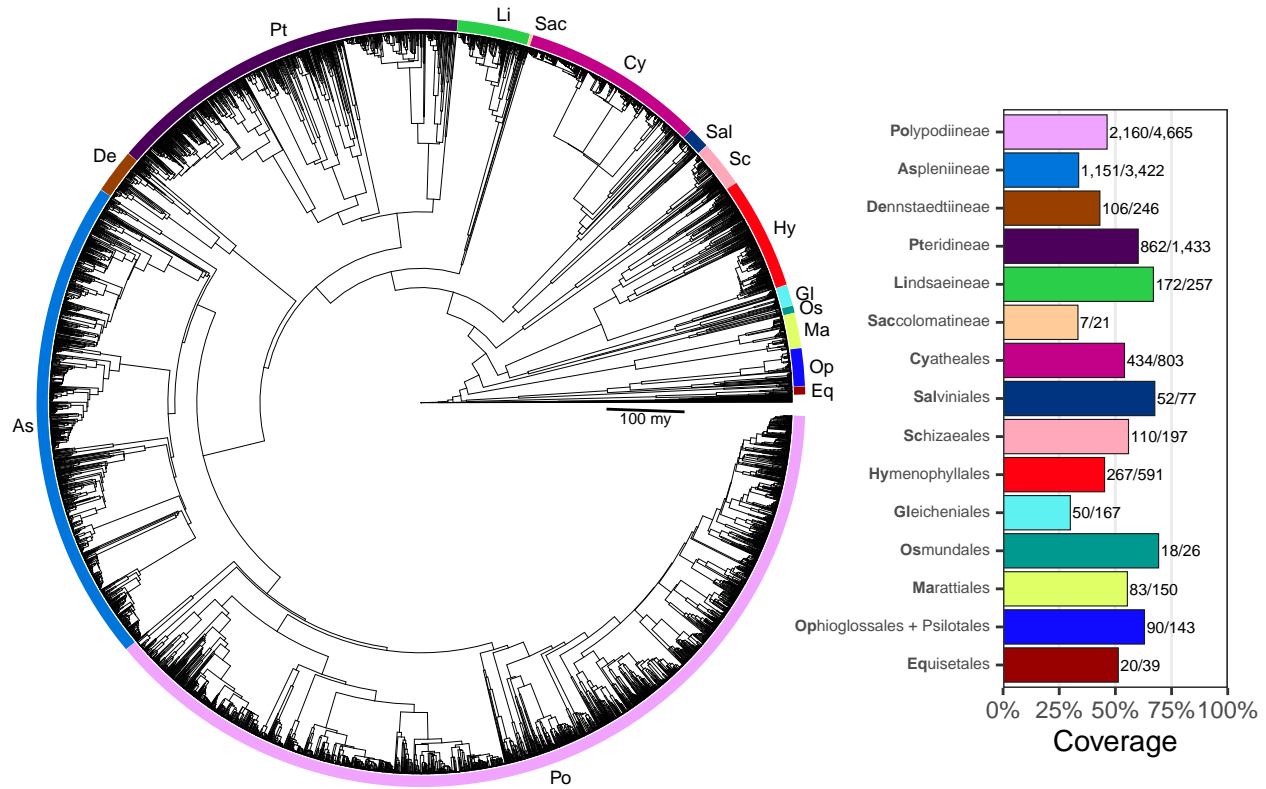 Pt
Li
Sac
Cy
Sal
Sc
Hy
Gl
Os
Ma
Op
Eq
De
As
Po
100 my
Polypodiineae 2,160/4,665
Aspleniineae 1,151/3,422
Dennstaedtiineae 106/246
Pteridineae 862/1,433
Lindsaeineae 172/257
Saccolomatineae 7/21
Cyatheales 434/803
Salviniales 52/77
Schizaeales 110/197
Hymenophyllales 267/591
Gleicheniales 50/167
Osmundales 18/26
Marattiales 83/150
Ophioglossales + Psilotales 90/143
Equisetales 20/39
0% 25% 50% 75% 100%
Coverage